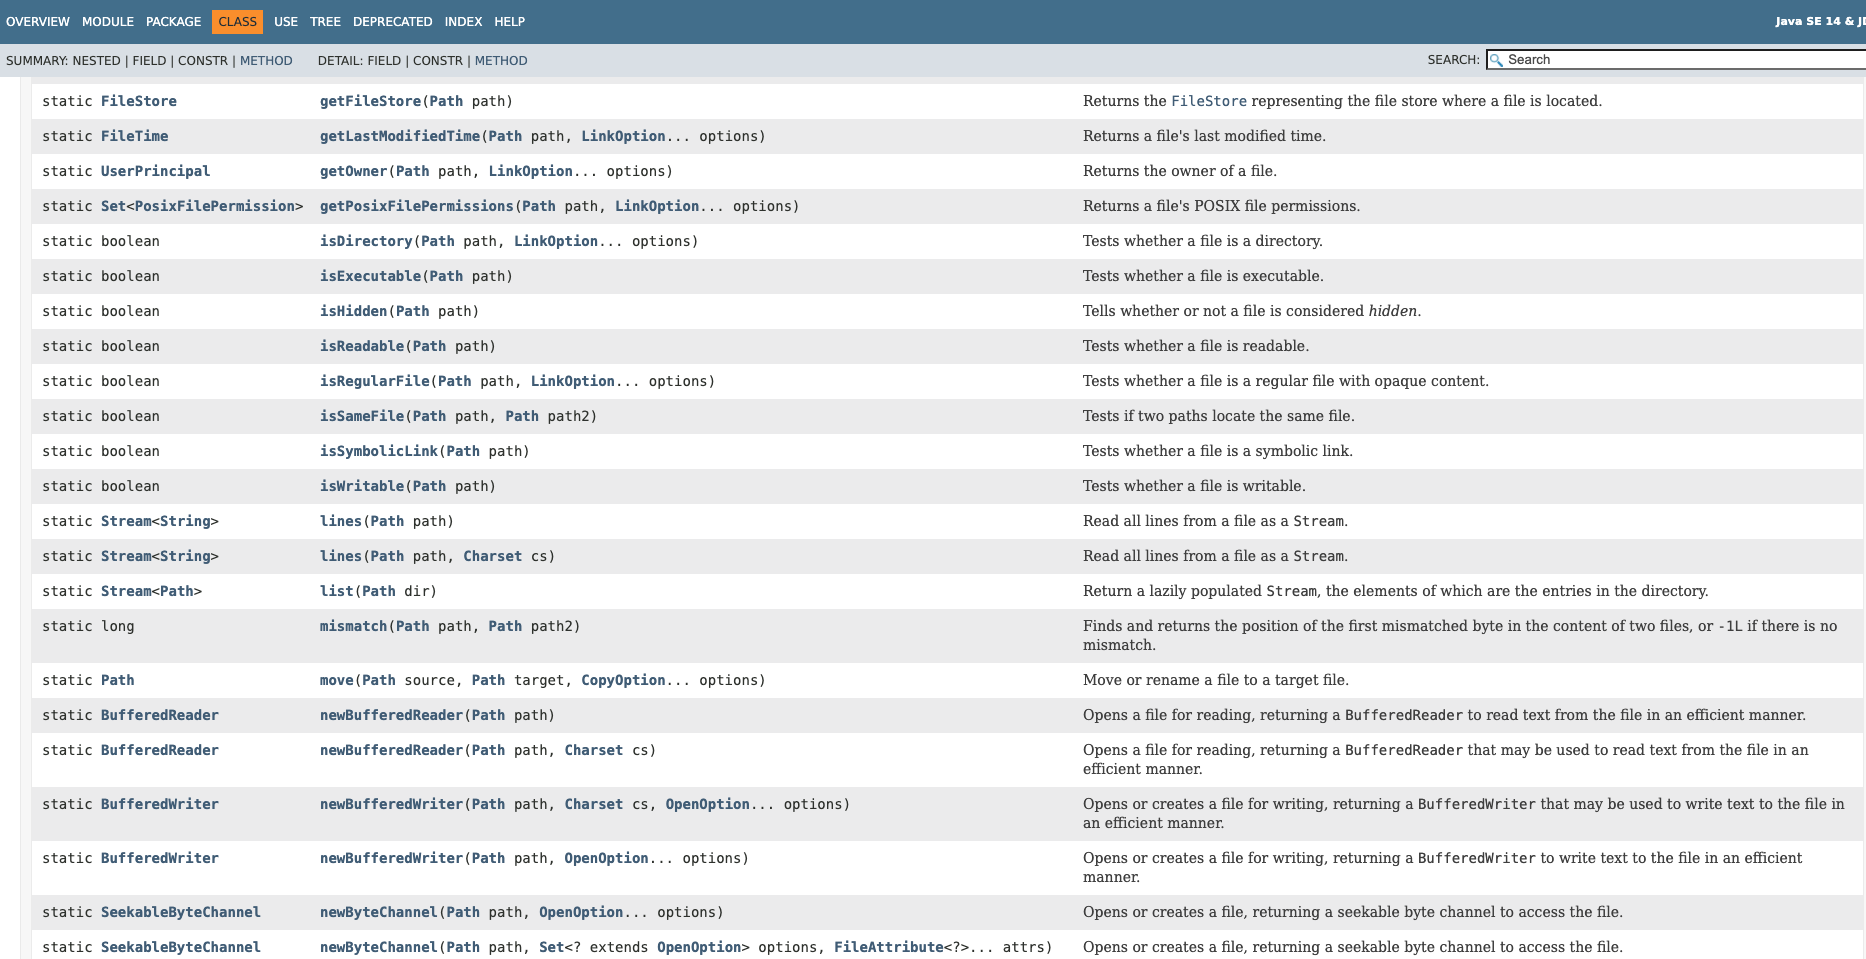 OVERVIEW MODULE PACKAGE CLASS USE TREE DEPRECATED INDEX HELP Java SE 14 &
SUMMARY: NESTED | FIELD | CONSTR | METHOD DETAIL: FIELD | CONSTR | METHOD SEARCH: Search
static FileStore getFileStore(Path path) Returns the FileStore representing the file store where a file is located.
static FileTime getLastModifiedTime(Path path, LinkOption... options) Returns a file's last modified time.
static UserPrincipal getOwner(Path path, LinkOption... options) Returns the owner of a file.
static Set<PosixFilePermission> getPosixFilePermissions(Path path, LinkOption... options) Returns a file's POSIX file permissions.
static boolean isDirectory(Path path, LinkOption... options) Tests whether a file is a directory.
static boolean isExecutable(Path path) Tests whether a file is executable.
static boolean isHidden(Path path) Tells whether or not a file is considered hidden.
static boolean isReadable(Path path) Tests whether a file is readable.
static boolean isRegularFile(Path path, LinkOption... options) Tests whether a file is a regular file with opaque content.
static boolean isSameFile(Path path, Path path2) Tests if two paths locate the same file.
static boolean isSymbolicLink(Path path) Tests whether a file is a symbolic link.
static boolean isWritable(Path path) Tests whether a file is writable.
static Stream<String> lines(Path path) Read all lines from a file as a Stream.
static Stream<String> lines(Path path, Charset cs) Read all lines from a file as a Stream.
static Stream<Path> list(Path dir) Return a lazily populated Stream, the elements of which are the entries in the directory.
static long mismatch(Path path, Path path2) Finds and returns the position of the first mismatched byte in the content of two files, or -1L if there is no
mismatch.
static Path move(Path source, Path target, CopyOption... options) Move or rename a file to a target file.
static BufferedReader newBufferedReader(Path path) Opens a file for reading, returning a BufferedReader to read text from the file in an efficient manner.
static BufferedReader newBufferedReader(Path path, Charset cs) Opens a file for reading, returning a BufferedReader that may be used to read text from the file in an
efficient manner.
static BufferedWriter newBufferedWriter(Path path, Charset cs, OpenOption... options) Opens or creates a file for writing, returning a BufferedWriter that may be used to write text to the file in
an efficient manner.
static BufferedWriter newBufferedWriter(Path path, OpenOption... options) Opens or creates a file for writing, returning a BufferedWriter to write text to the file in an efficient
manner.
static SeekableByteChannel newByteChannel(Path path, OpenOption... options) Opens or creates a file, returning a seekable byte channel to access the file.
static SeekableByteChannel newByteChannel(Path path, Set<? extends OpenOption> options, FileAttribute<?>... attrs) Opens or creates a file, returning a seekable byte channel to access the file.